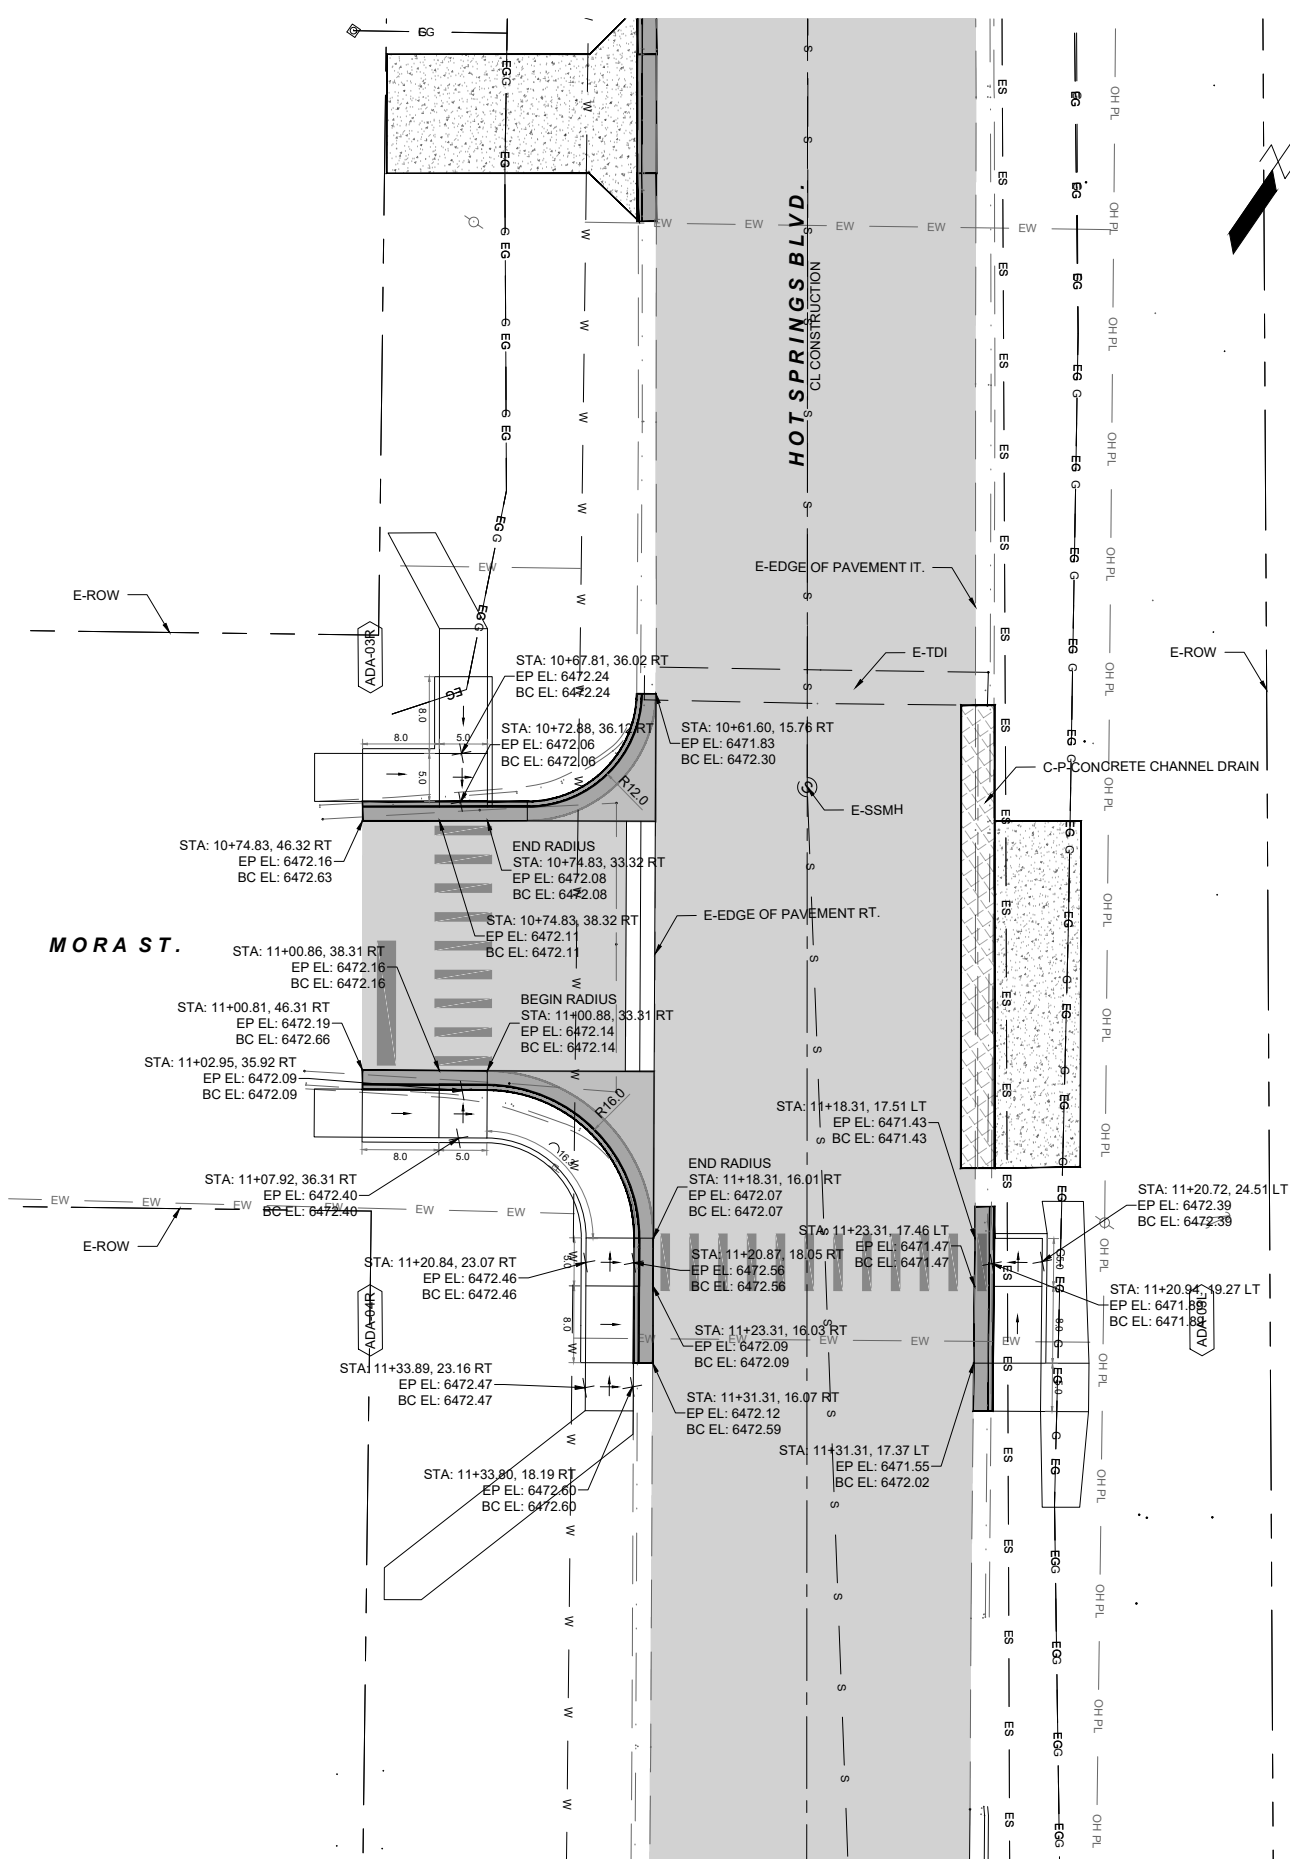 HOT SPRINGS BLVD.
CL CONSTRUCTION
E-EDGE OF PAVEMENT IT.
E-ROW
ADA-03R
E-TDI
E-ROW
STA: 10+67.81, 36.02 RT
EP EL: 6472.24
BC EL: 6472.24
STA: 10+72.88, 36.12 RT
EP EL: 6472.06
BC EL: 6472.06
STA: 10+61.60, 15.76 RT
EP EL: 6471.83
BC EL: 6472.30
8.0
8.0
5.0
5.0
R12.0
C-P-CONCRETE CHANNEL DRAIN
E-SSMH
STA: 10+74.83, 46.32 RT
EP EL: 6472.16
BC EL: 6472.63
END RADIUS
STA: 10+74.83, 33.32 RT
EP EL: 6472.08
BC EL: 6472.08
STA: 10+74.83, 38.32 RT
EP EL: 6472.11
BC EL: 6472.11
E-EDGE OF PAVEMENT RT.
MORA ST.
STA: 11+00.86, 38.31 RT
EP EL: 6472.16
BC EL: 6472.16
STA: 11+00.81, 46.31 RT
EP EL: 6472.19
BC EL: 6472.66
BEGIN RADIUS
STA: 11+00.88, 33.31 RT
EP EL: 6472.14
BC EL: 6472.14
STA: 11+02.95, 35.92 RT
EP EL: 6472.09
BC EL: 6472.09
R16.0
STA: 11+18.31, 17.51 LT
EP EL: 6471.43
BC EL: 6471.43
8.0
5.0
END RADIUS
STA: 11+18.31, 16.01 RT
EP EL: 6472.07
BC EL: 6472.07
STA: 11+07.92, 36.31 RT
EP EL: 6472.40
BC EL: 6472.40
STA: 11+20.72, 24.51 LT
EP EL: 6472.39
BC EL: 6472.39
STA: 11+23.31, 17.46 LT
EP EL: 6471.47
BC EL: 6471.47
E-ROW
STA: 11+20.84, 23.07 RT
EP EL: 6472.46
BC EL: 6472.46
STA: 11+20.87, 18.05 RT
EP EL: 6472.56
BC EL: 6472.56
STA: 11+20.94, 19.27 LT
EP EL: 6471.89
BC EL: 6471.89
ADA-04R
8.0
8.0
STA: 11+23.31, 16.03 RT
EP EL: 6472.09
BC EL: 6472.09
STA: 11+33.89, 23.16 RT
EP EL: 6472.47
BC EL: 6472.47
STA: 11+31.31, 16.07 RT
EP EL: 6472.12
BC EL: 6472.59
STA: 11+31.31, 17.37 LT
EP EL: 6471.55
BC EL: 6472.02
STA: 11+33.80, 18.19 RT
EP EL: 6472.60
BC EL: 6472.60